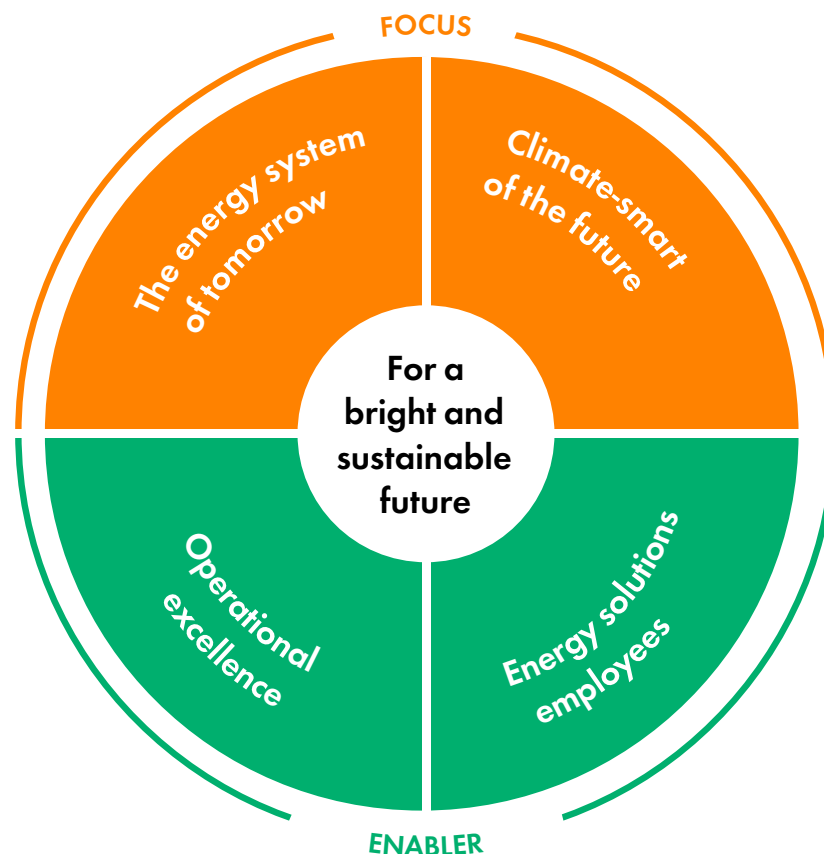 FOCUS
The energy system
of tomorrow
Climate-smart
of the future
For a
bright and
sustainable
future
Operational
excellence
Energy solutions
employees
ENABLER